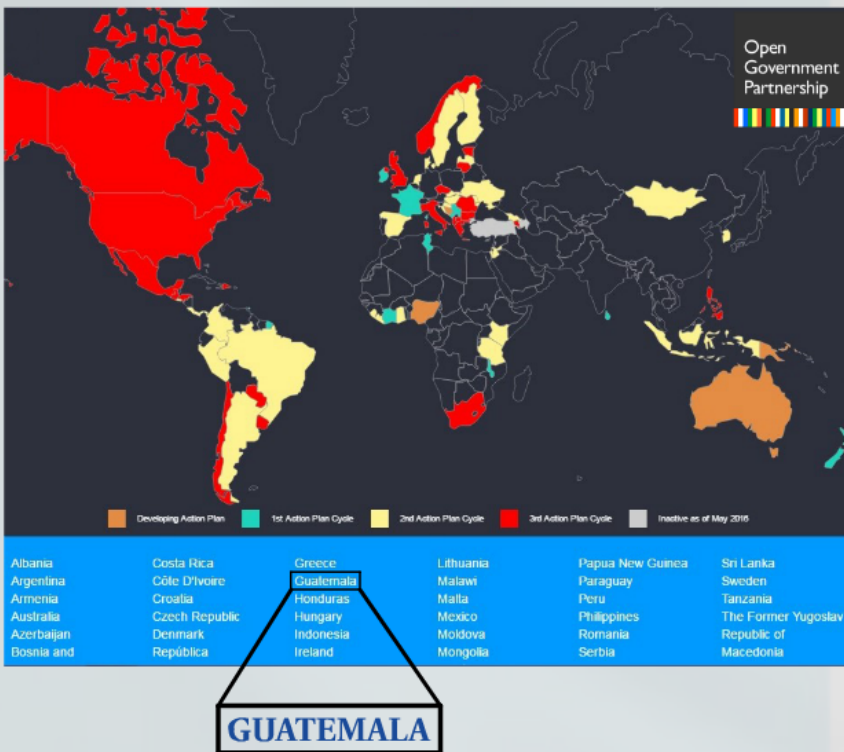 Open
Government
Partnership
Developing Action Plan
1st Action Plan Cycle
2nd Action Plan Cycle
3rd Action Plan Cycle
Inactive as of May 2016
Albania
Argentina
Armenia
Australia
Azerbaijan
Bosnia and
Costa Rica
Côte D'Ivoire
Croatia
Czech Republic
Denmark
República
Greece
Guatemala
Honduras
Hungary
Indonesia
Ireland
Lithuania
Malawi
Malta
Mexico
Moldova
Mongolia
Papua New Guinea
Paraguay
Peru
Philippines
Romania
Serbia
Sri Lanka
Sweden
Tanzania
The Former Yugoslav
Republic of
Macedonia
GUATEMALA